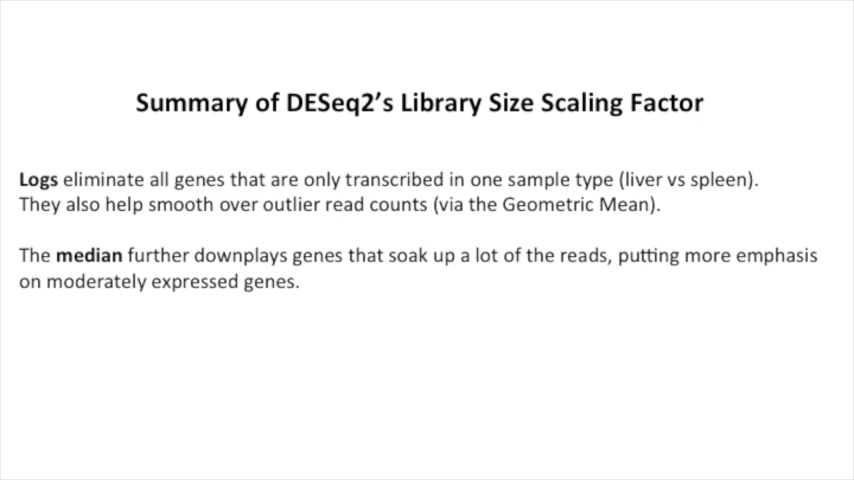 Summary of DESeq2’s Library Size Scaling Factor
Logs eliminate all genes that are only transcribed in one sample type (liver vs spleen).
They also help smooth over outlier read counts (via the Geometric Mean).
The median further downplays genes that soak up a lot of the reads, putting more emphasis
on moderately expressed genes.